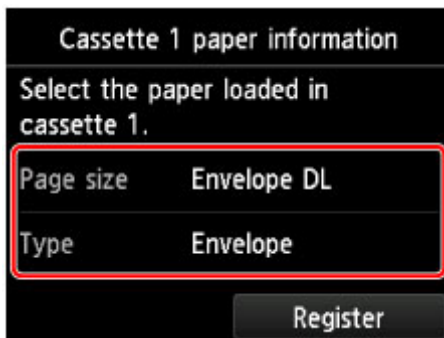 Cassette 1 paper information
Select the paper loaded in
cassette 1.
Page size Envelope DL
Type Envelope
Register